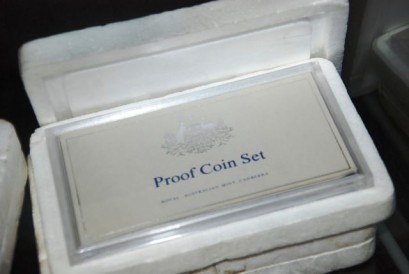 Proof Coin Set
ROYAL AUSTRALIAN MINT CANBERRA